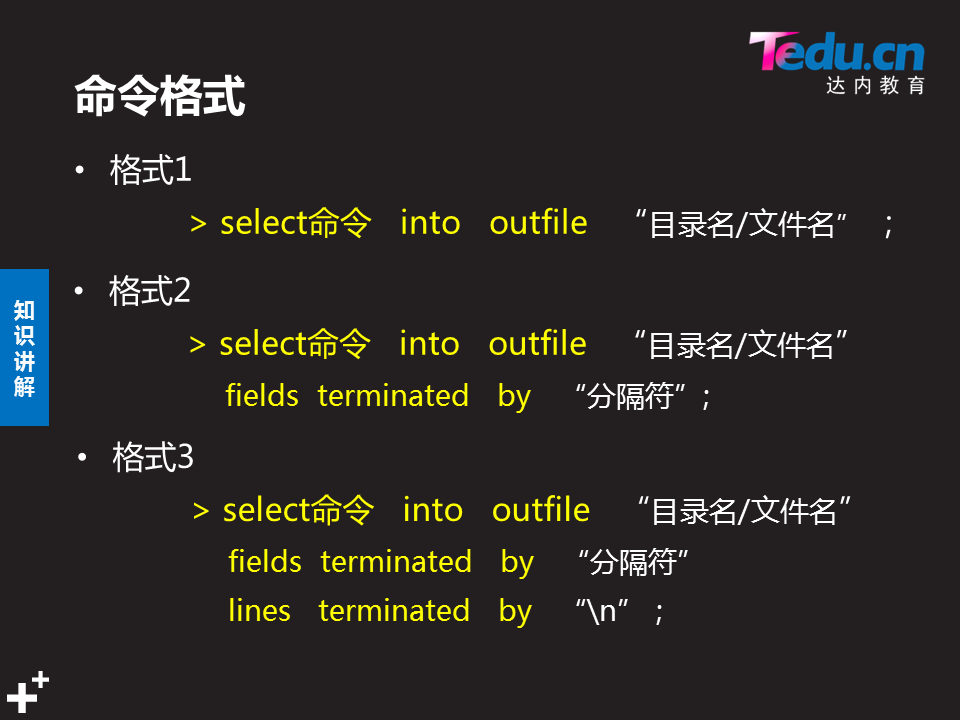 Tedu.cn
达内教育
命令格式
• 格式1
> select命令 into outfile “目录名/文件名” ;
• 格式2
> select命令 into outfile “目录名/文件名”
fields terminated by “分隔符” ;
• 格式3
> select命令 into outfile “目录名/文件名”
fields terminated by “分隔符”
lines terminated by “\n” ;
知识讲解